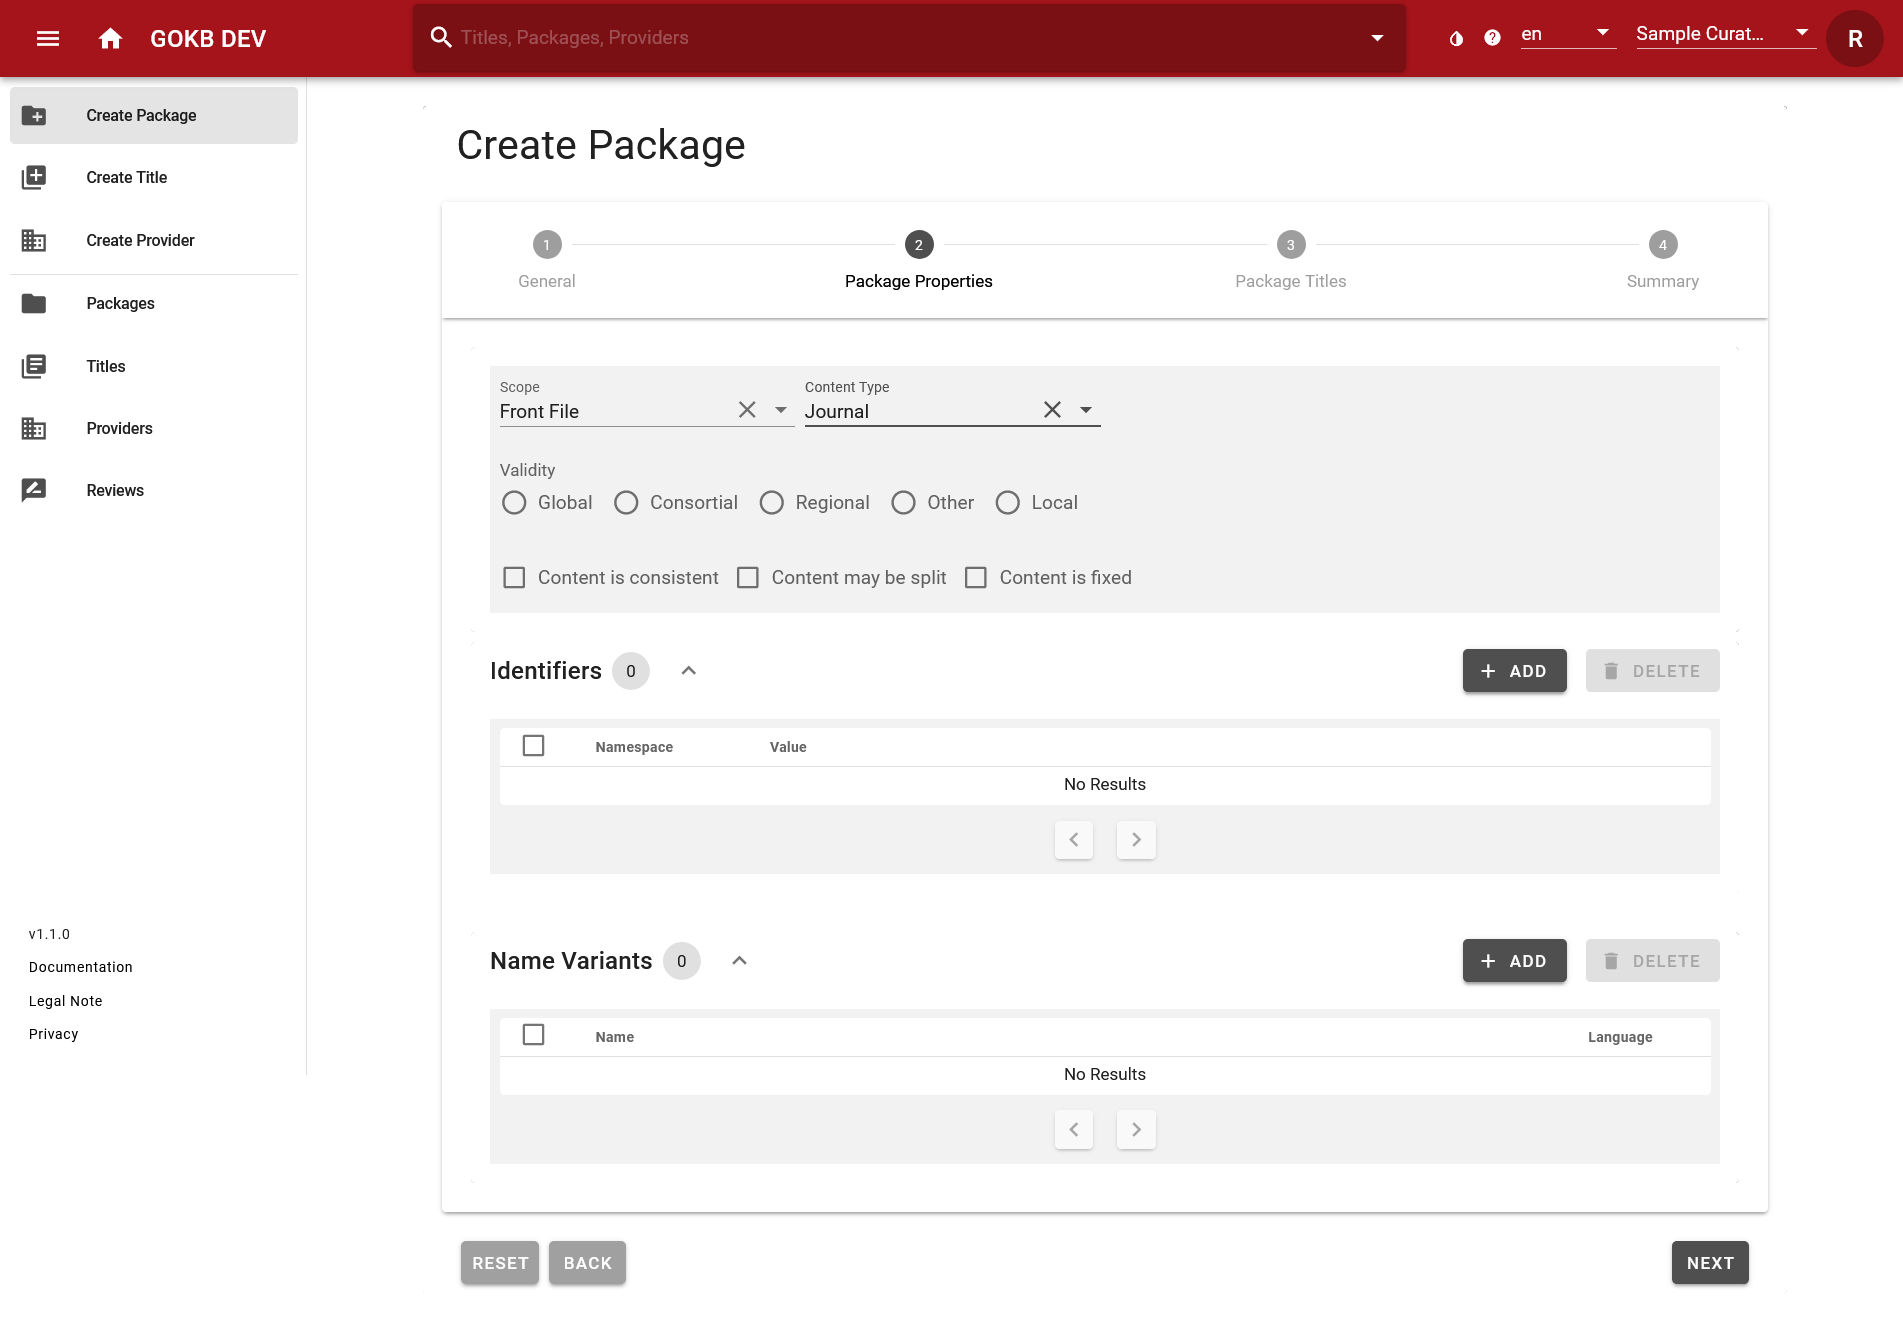 GOKB DEV
Titles, Packages, Providers
en
Sample Curat...
R
Create Package
Create Title
Create Provider
Packages
Titles
Providers
Reviews
v1.1.0
Documentation
Legal Note
Privacy
Create Package
1
2
3
4
General
Package Properties
Package Titles
Summary
Scope
Content Type
Front File
Journal
Validity
Global
Consortial
Regional
Other
Local
Content is consistent
Content may be split
Content is fixed
Identifiers 0
ADD
DELETE
Namespace
Value
No Results
Name Variants 0
ADD
DELETE
Name
Language
No Results
RESET
BACK
NEXT